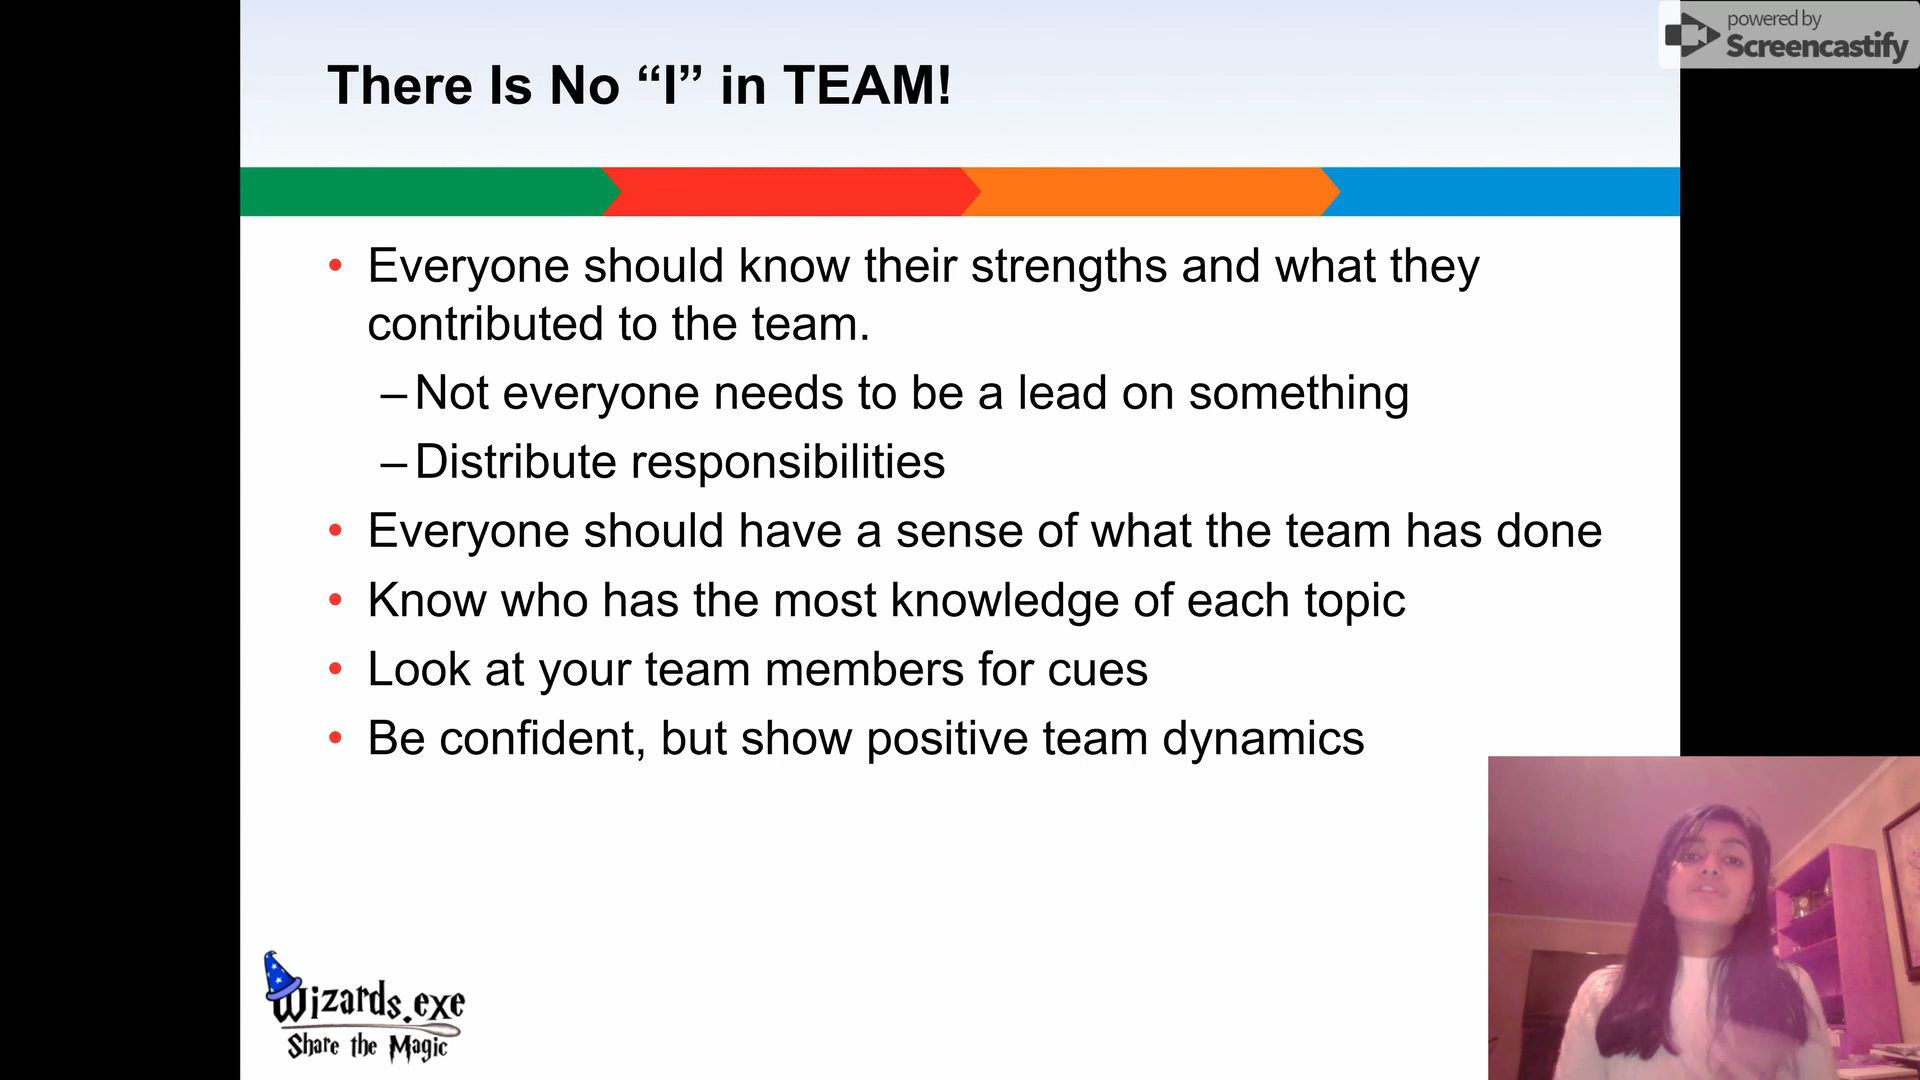 There Is No “I” in TEAM!
powered by
Screencastify
• Everyone should know their strengths and what they
contributed to the team.
– Not everyone needs to be a lead on something
– Distribute responsibilities
• Everyone should have a sense of what the team has done
• Know who has the most knowledge of each topic
• Look at your team members for cues
• Be confident, but show positive team dynamics
Wizards.exe
Share the Magic